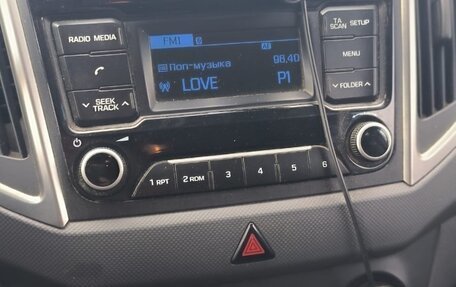 RADIO MEDIA
SEEK
TRACK
FM1
AF
Поп-музыка 98,40
LOVE P1
TA
SCAN SETUP
MENU
FOLDER
1 RPT 2 RDM 3 4 5 6